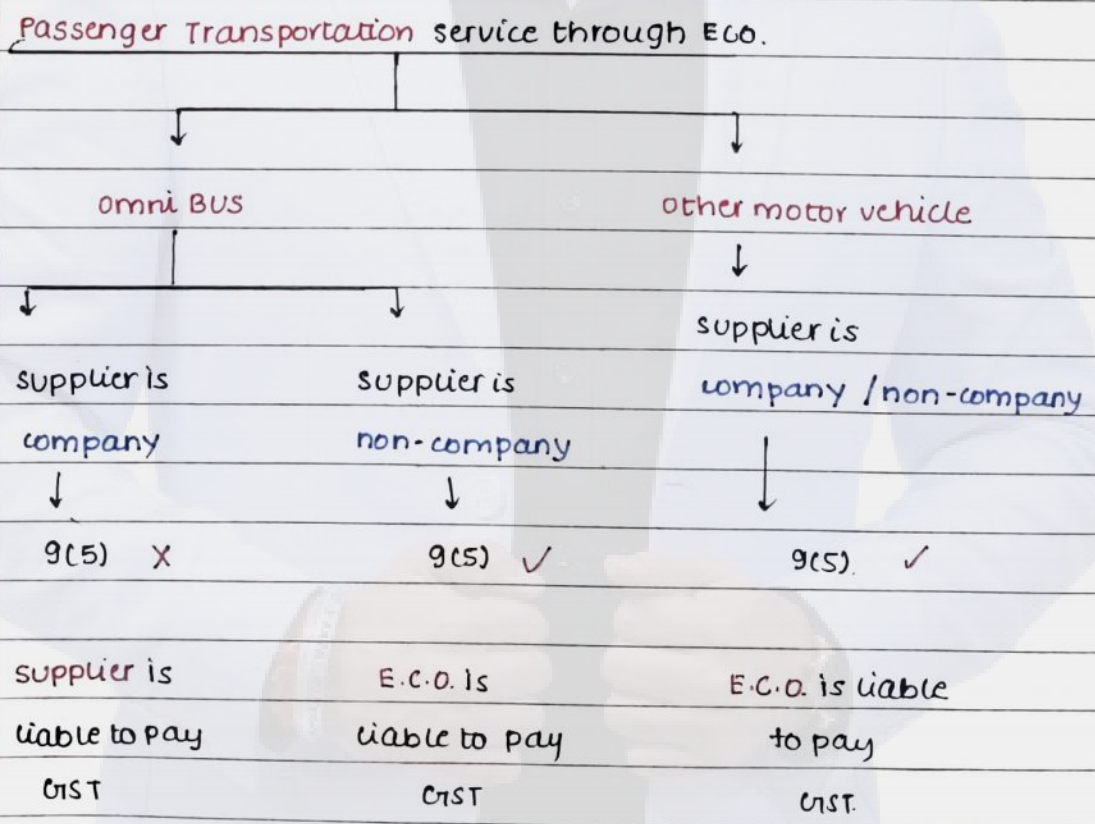 Passenger Transportation service through ECO.
omni BUS
other motor vehicle
supplier is
company
9(5) X
supplier is
liable to pay
GST
supplier is
non-company
9(5) ✓
E.C.O. is
liable to pay
GST
supplier is
company / non-company
9(5). ✓
E.C.O. is liable
to pay
GST.